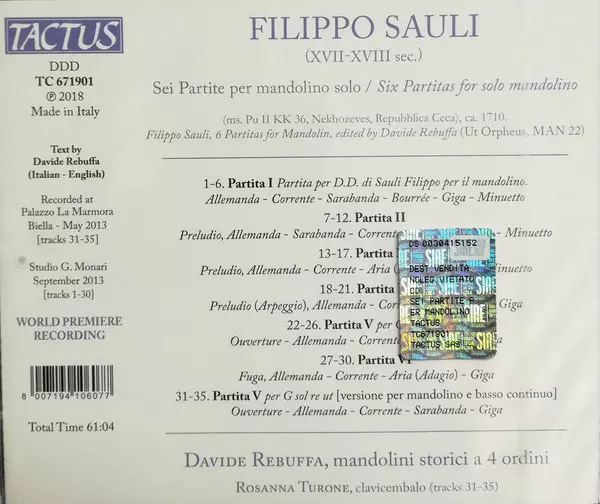 TACTUS
DDD
TC 671901
℗ 2018
Made in Italy
Text by
Davide Rebuffa
(Italian - English)
Recorded at
Palazzo La Marmora
Biella - May 2013
[tracks 31-35]
Studio G. Monari
September 2013
[tracks 1-30]
WORLD PREMIERE
RECORDING
8 007194 106077
Total Time 61:04
FILIPPO SAULI
(XVII-XVIII sec.)
Sei Partite per mandolino solo / Six Partitas for solo mandolino
(ms. Pu II KK 36, Nekhozeves, Repubblica Ceca), ca. 1710.
Filippo Sauli, 6 Partitas for Mandolin, edited by Davide Rebuffa (Ut Orpheus, MAN 22)
1-6. Partita I Partita per D.D. di Sauli Filippo per il mandolino.
Allemanda - Corrente - Sarabanda - Bourrée - Giga - Minuetto
7-12. Partita II
Preludio, Allemanda - Sarabanda - Corrente Minuetto
13-17. Partita
Preludio, Allemanda - Corrente - Aria Giga
18-21. Partita
Preludio (Arpeggio), Allemanda - Cor Giga
22-26. Partita V per G
Ouverture - Allemanda - Corrente - Giga
27-30. Partita VI
Fuga, Allemanda - Corrente - Aria (Adagio) - Giga
31-35. Partita V per G sol re ut [versione per mandolino e basso continuo]
Ouverture - Allemanda - Corrente - Sarabanda - Giga
DS 0030415152
SIAE
DEST.VENDITA
NOLEG.VIETATO
CD
SEI PARTITE P
ER MANDOLINO
TACTUS
TC671901
TACTUS SAS
DAVIDE REBUFFA, mandolini storici a 4 ordini
ROSANNA TURONE, clavicembalo (tracks 31-35)